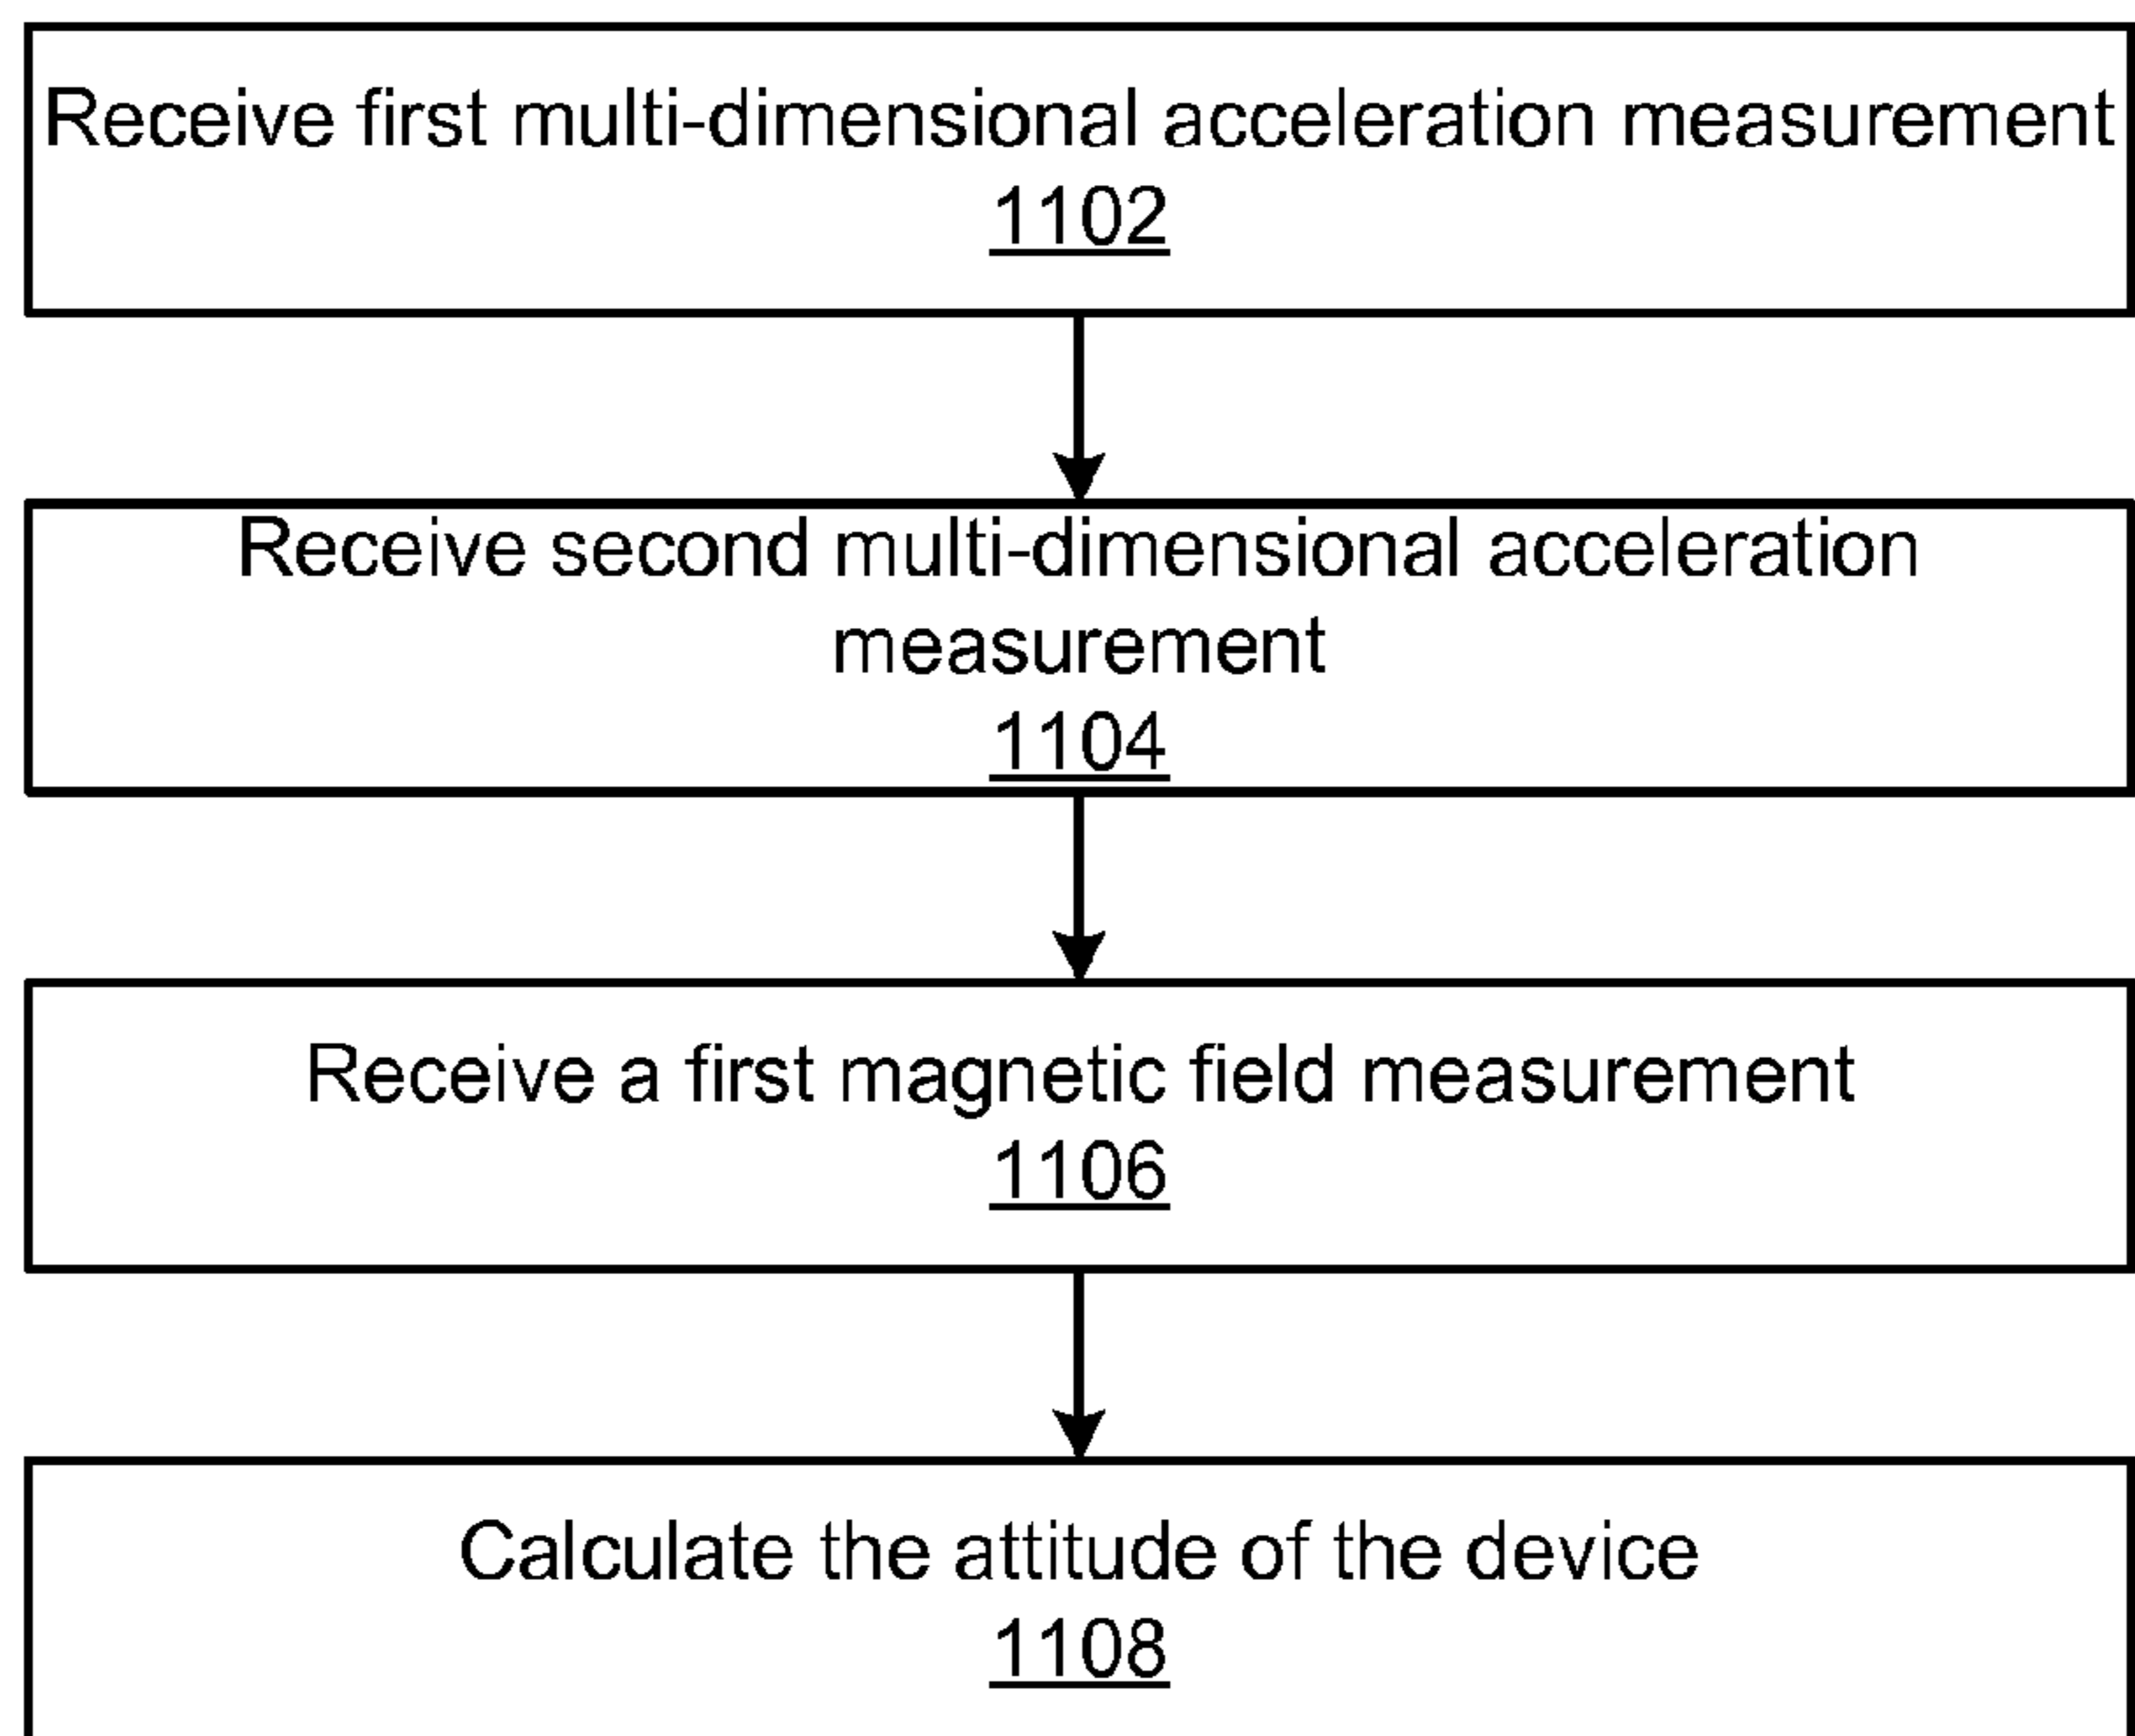 Receive first multi-dimensional acceleration measurement
1102
Receive second multi-dimensional acceleration
measurement
1104
Receive a first magnetic field measurement
1106
Calculate the attitude of the device
1108